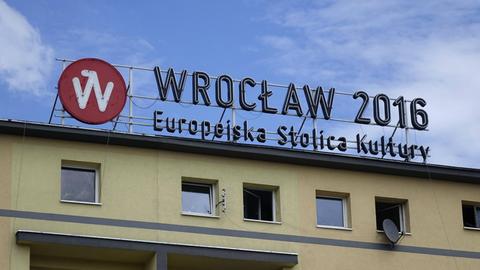 W
WROCŁAW 2016
Europejska Stolica Kultury